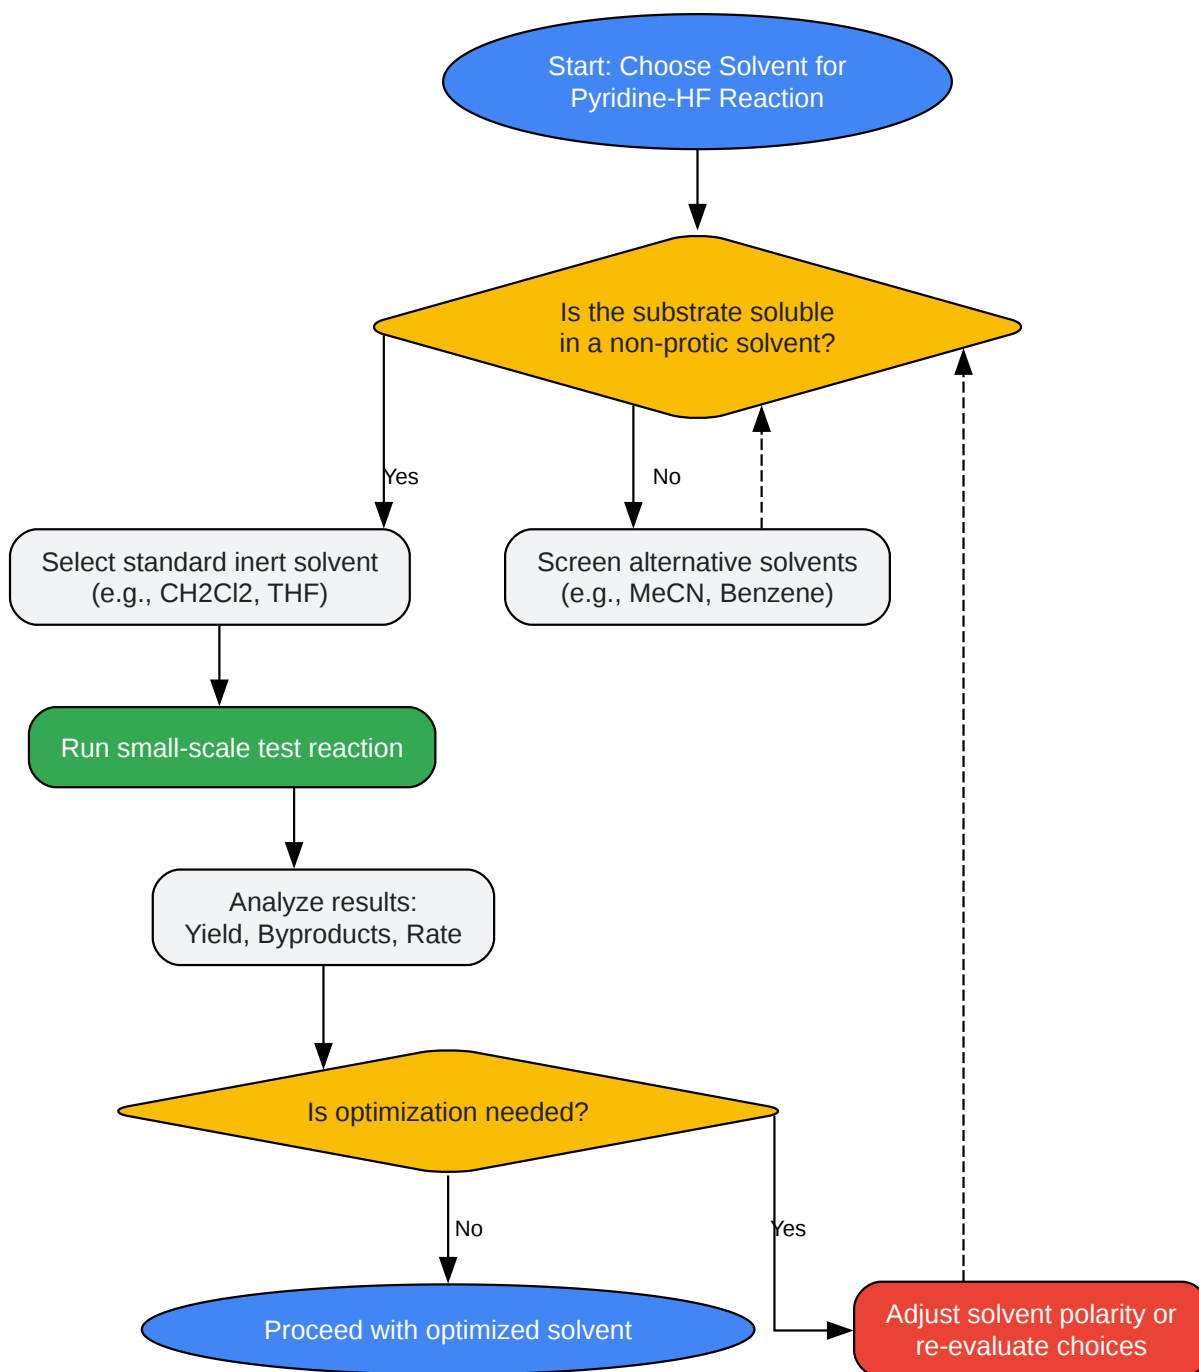 Start: Choose Solvent for
Pyridine-HF Reaction
Is the substrate soluble
in a non-protic solvent?
Yes
No
Select standard inert solvent
(e.g., CH2Cl2, THF)
Screen alternative solvents
(e.g., MeCN, Benzene)
Run small-scale test reaction
Analyze results:
Yield, Byproducts, Rate
Is optimization needed?
No
Yes
Proceed with optimized solvent
Adjust solvent polarity or
re-evaluate choices